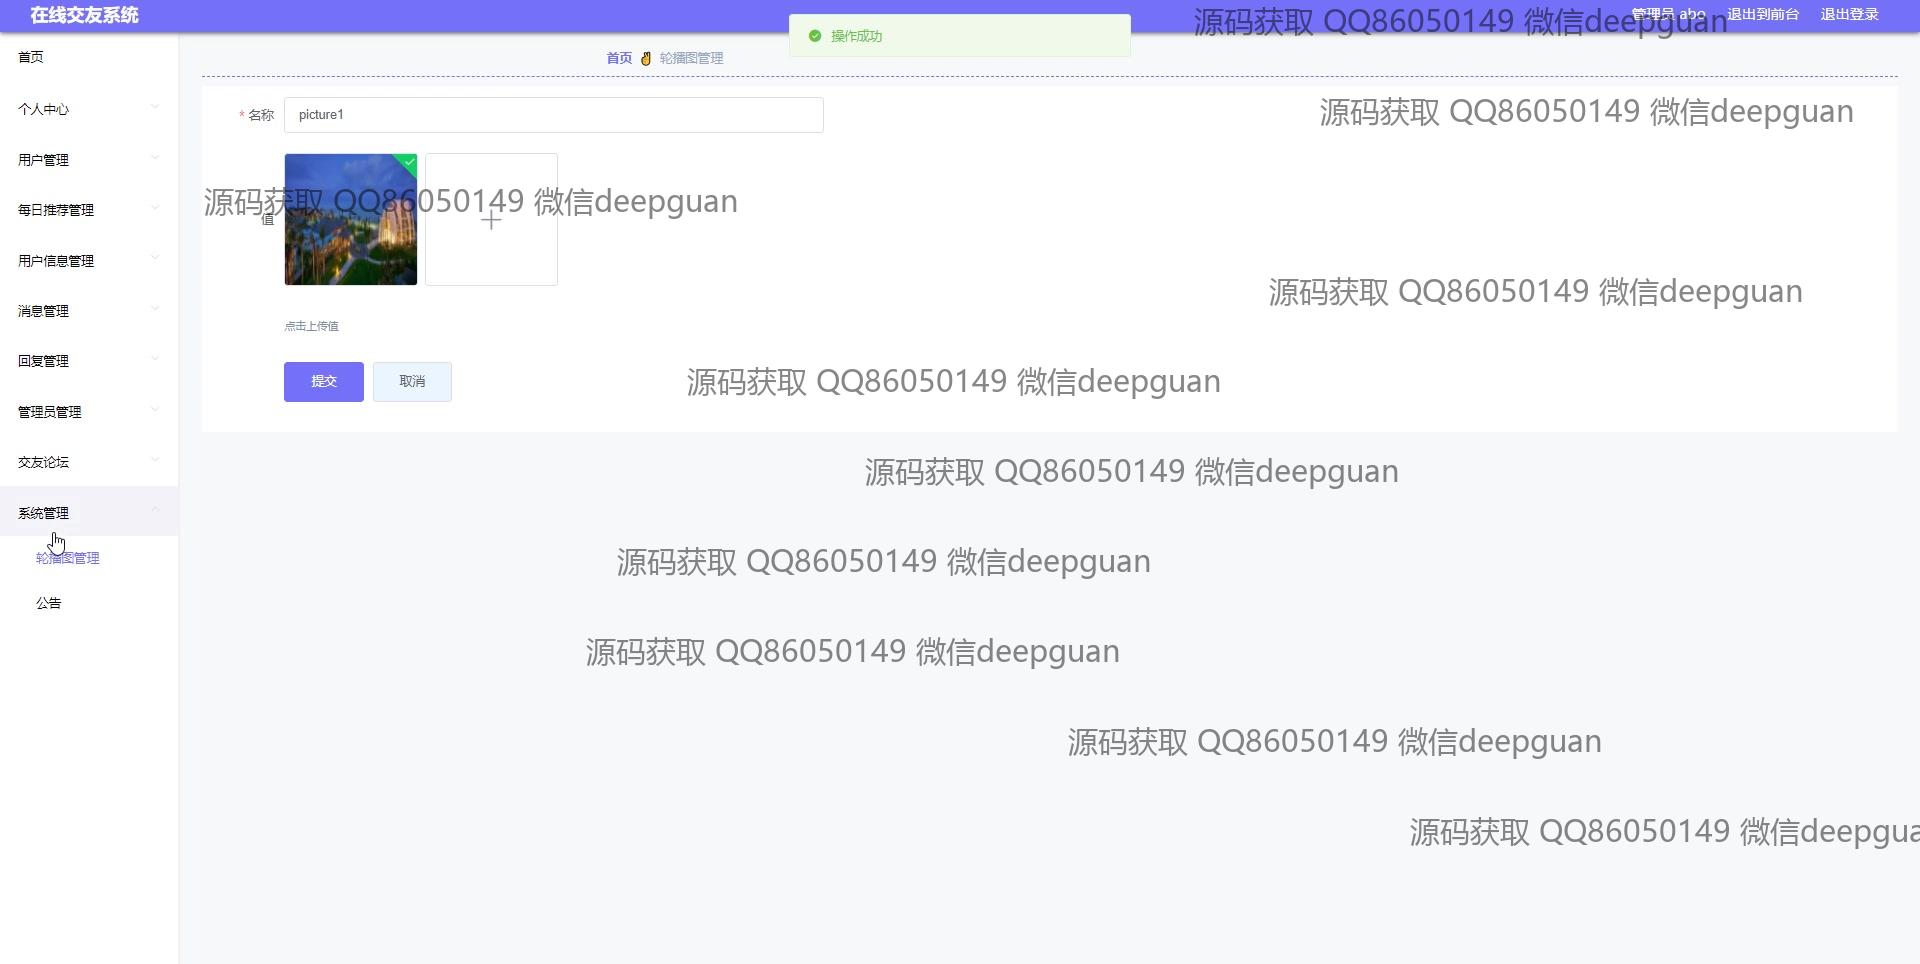 在线交友系统
操作成功
源码获取 QQ86050149 微信deepguan
管理员 abo
退出到前台
退出登录
首页
首页
轮播图管理
个人中心
* 名称
picture1
源码获取 QQ86050149 微信deepguan
用户管理
源码获取 QQ86050149 微信deepguan
值
每日推荐管理
用户信息管理
源码获取 QQ86050149 微信deepguan
消息管理
点击上传值
回复管理
提交
取消
源码获取 QQ86050149 微信deepguan
管理员管理
交友论坛
源码获取 QQ86050149 微信deepguan
系统管理
轮播图管理
源码获取 QQ86050149 微信deepguan
公告
源码获取 QQ86050149 微信deepguan
源码获取 QQ86050149 微信deepguan
源码获取 QQ86050149 微信deepgua